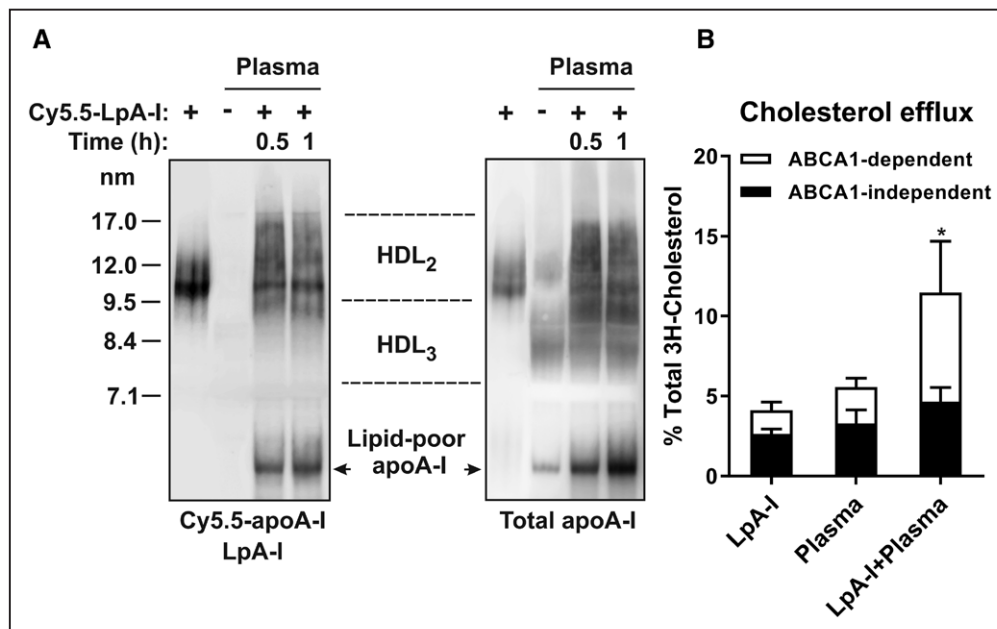 A
Plasma
Cy5.5-LpA-I: + - + +
Time (h): 0.5 1
nm
17.0
12.0
9.5
8.4
7.1
HDL2
HDL3
Lipid-poor
apoA-I
Cy5.5-apoA-I
LpA-I
Plasma
+ - + +
0.5 1
Total apoA-I
B
Cholesterol efflux
ABCA1-dependent
ABCA1-independent
% Total 3H-Cholesterol
20
15
10
5
0
*
LpA-I
Plasma
LpA-I+Plasma